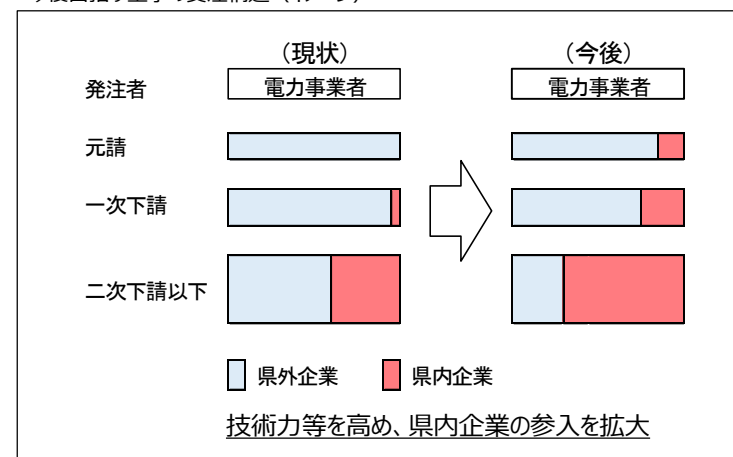 （現状）
（今後）
発注者
電力事業者
電力事業者
元請
一次下請
二次下請以下
県外企業
県内企業
技術力等を高め、県内企業の参入を拡大